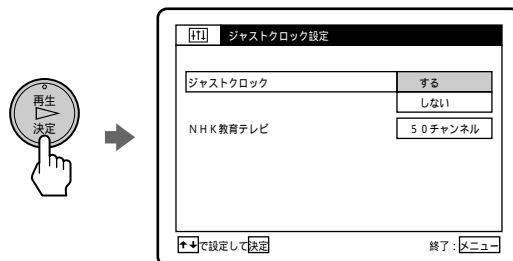 再生
決定
ジャストクロック設定
ジャストクロック
する
しない
NHK教育テレビ
50チャンネル
で設定して決定
終了：メニュー